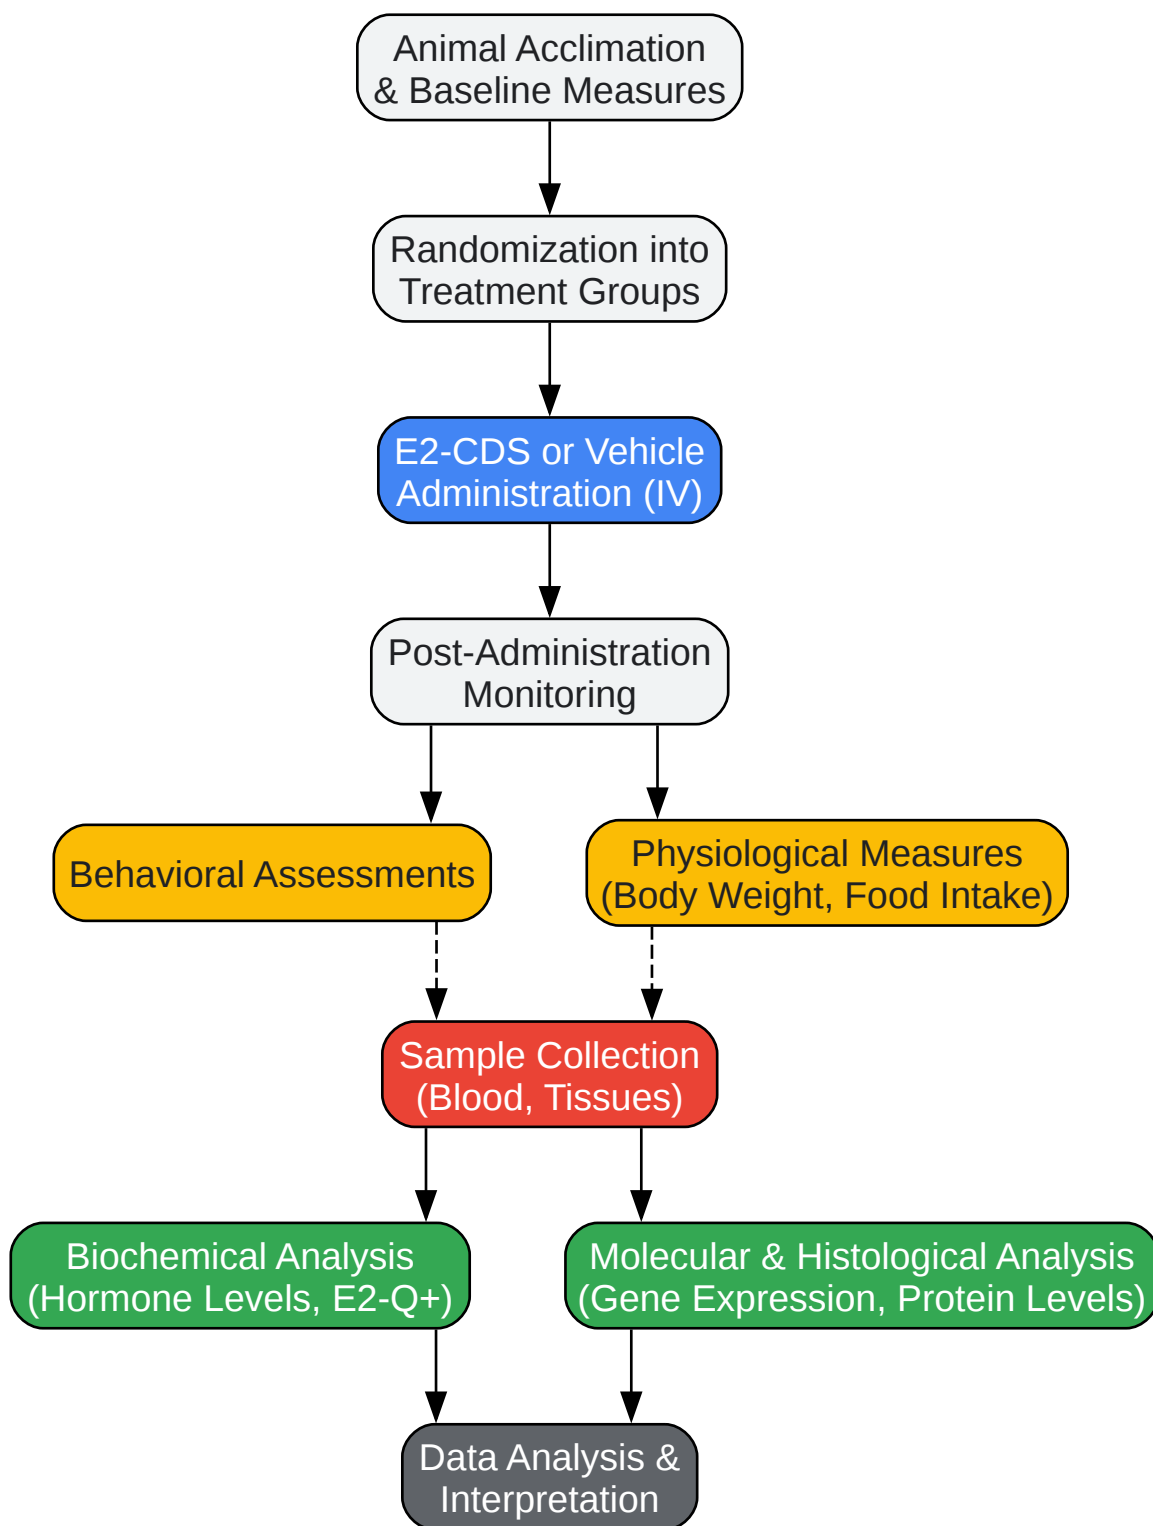 Animal Acclimation
& Baseline Measures
Randomization into
Treatment Groups
E2-CDS or Vehicle
Administration (IV)
Post-Administration
Monitoring
Behavioral Assessments
Physiological Measures
(Body Weight, Food Intake)
Sample Collection
(Blood, Tissues)
Biochemical Analysis
(Hormone Levels, E2-Q+)
Molecular & Histological Analysis
(Gene Expression, Protein Levels)
Data Analysis &
Interpretation